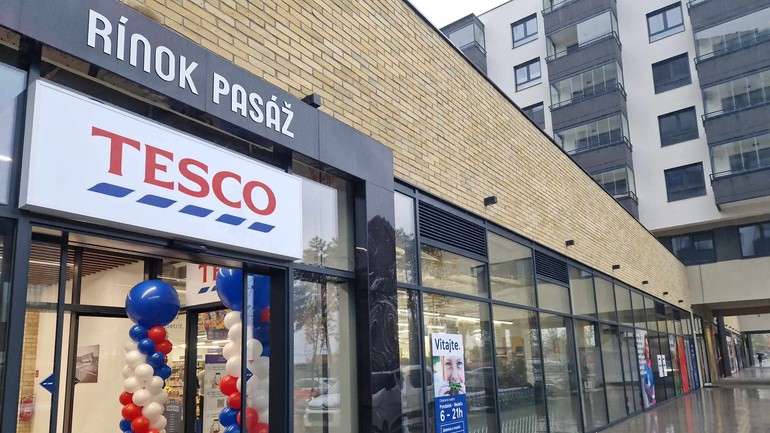 RÍNOK PASÁŽ
TESCO
Vitajte.
6 - 21h